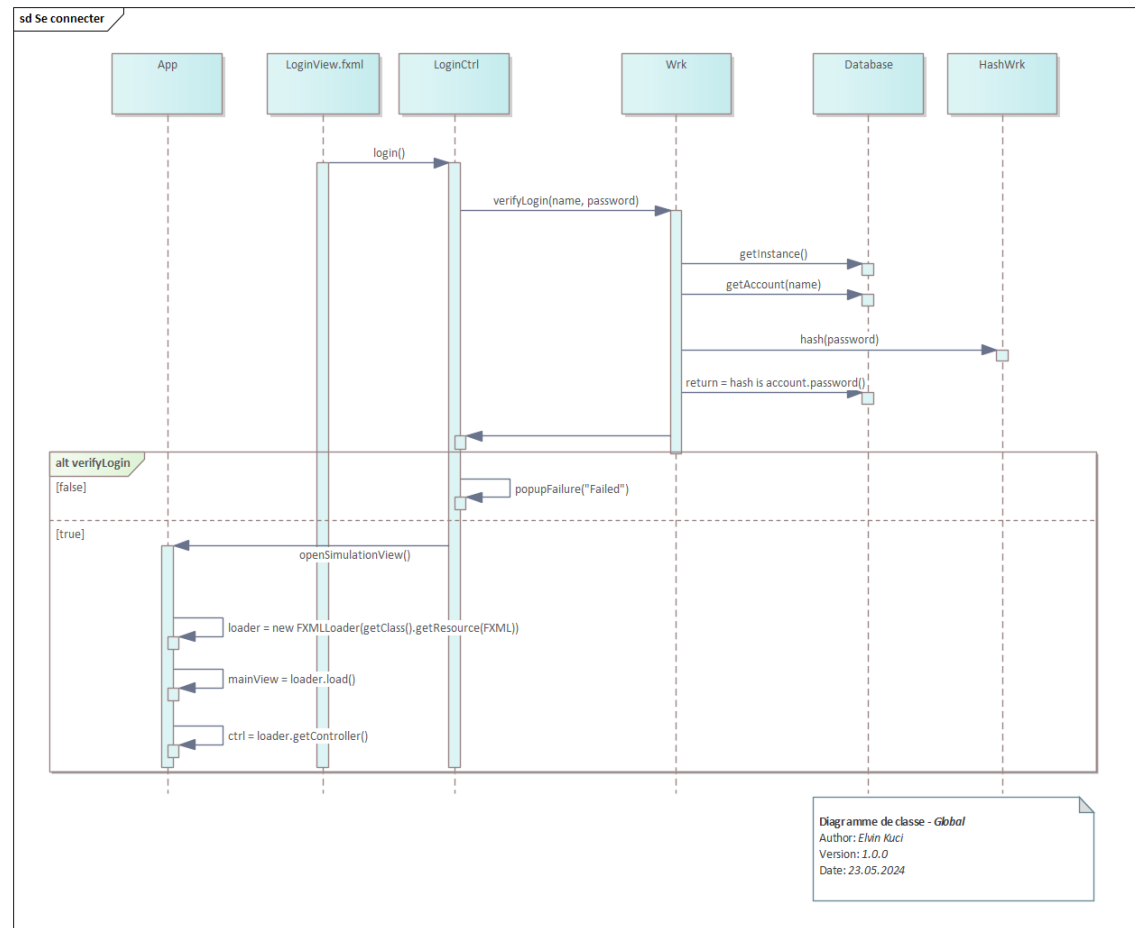 sd Se connecter
App
LoginView.fxml
LoginCtrl
Wrk
Database
HashWrk
login()
verifyLogin(name, password)
getInstance()
getAccount(name)
hash(password)
return = hash is account.password()
alt verifyLogin
[false]
popupFailure("Failed")
[true]
openSimulationView()
loader = new FXMLLoader(getClass().getResource(FXML))
mainView = loader.load()
ctrl = loader.getController()
Diagramme de classe - Global
Author: Elvin Kuci
Version: 1.0.0
Date: 23.05.2024